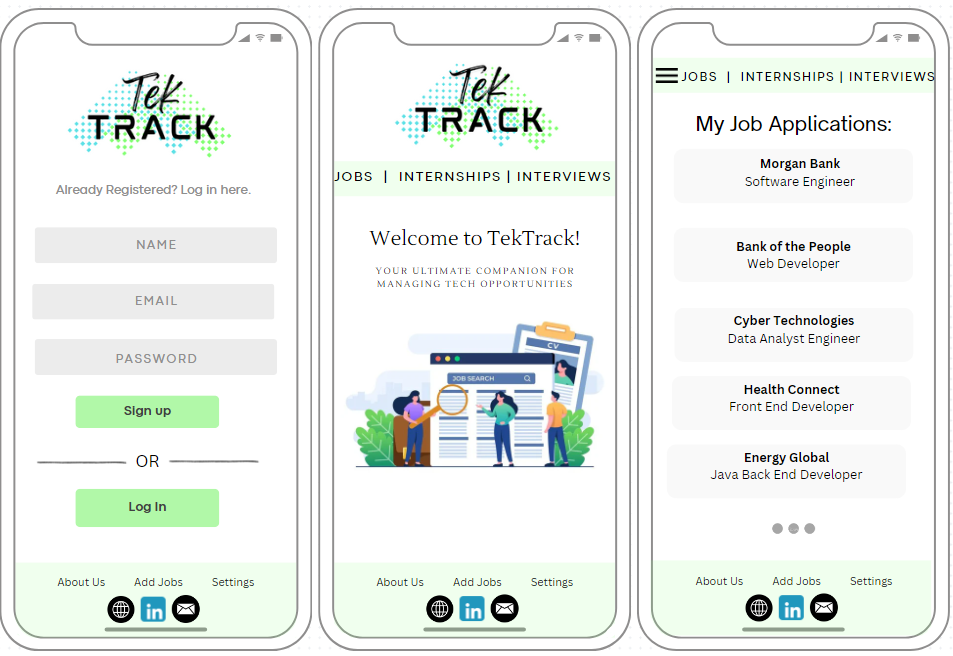 Tek
TRACK
Already Registered? Log in here.
NAME
EMAIL
PASSWORD
Sign up
OR
Log In
About Us Add Jobs Settings
in
Tek
TRACK
JOBS | INTERNSHIPS | INTERVIEWS
Welcome to TekTrack!
YOUR ULTIMATE COMPANION FOR
MANAGING TECH OPPORTUNITIES
CV
JOB SEARCH
About Us Add Jobs Settings
in
JOBS | INTERNSHIPS | INTERVIEWS
My Job Applications:
Morgan Bank
Software Engineer
Bank of the People
Web Developer
Cyber Technologies
Data Analyst Engineer
Health Connect
Front End Developer
Energy Global
Java Back End Developer
About Us Add Jobs Settings
in